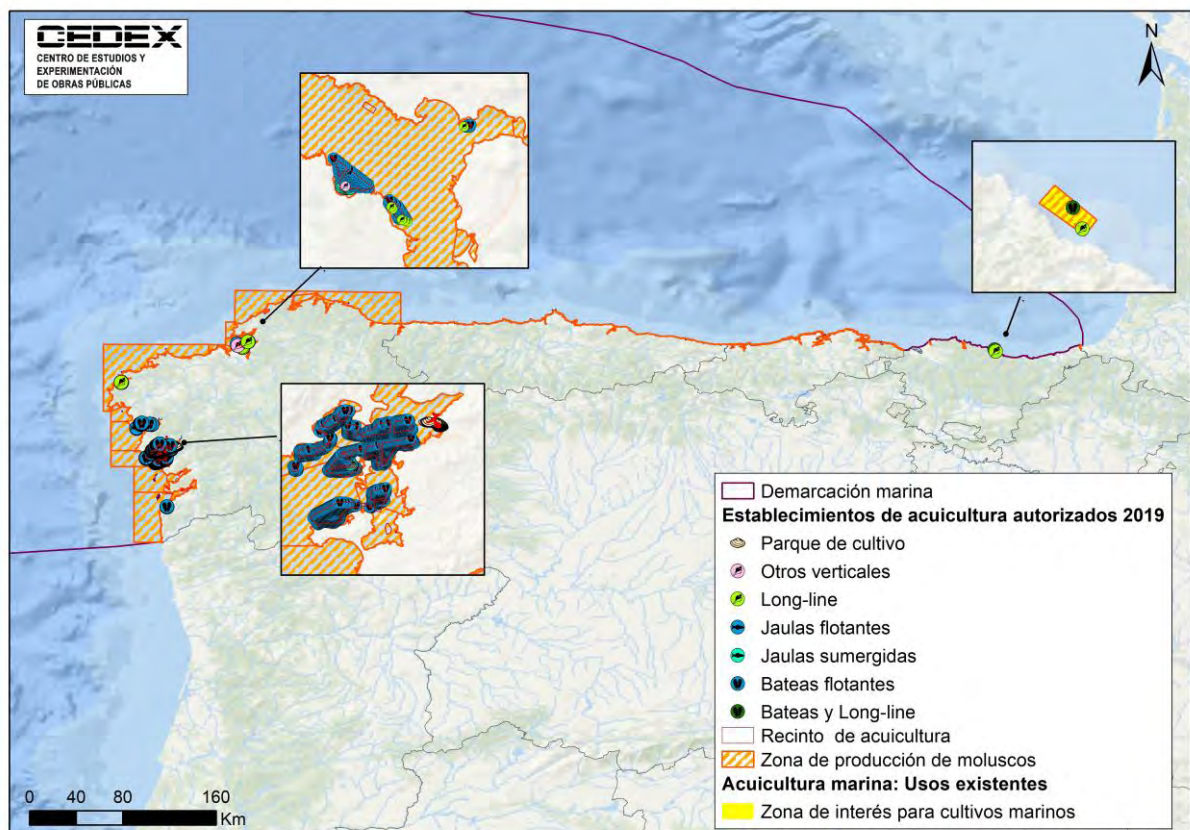 CEDEX
CENTRO DE ESTUDIOS Y
EXPERIMENTACIÓN
DE OBRAS PÚBLICAS
N
Demarcación marina
Establecimientos de acuicultura autorizados 2019
Parque de cultivo
Otros verticales
Long-line
Jaulas flotantes
Jaulas sumergidas
Bateas flotantes
Bateas y Long-line
Recinto de acuicultura
Zona de producción de moluscos
Acuicultura marina: Usos existentes
Zona de interés para cultivos marinos
0 40 80 160
Km